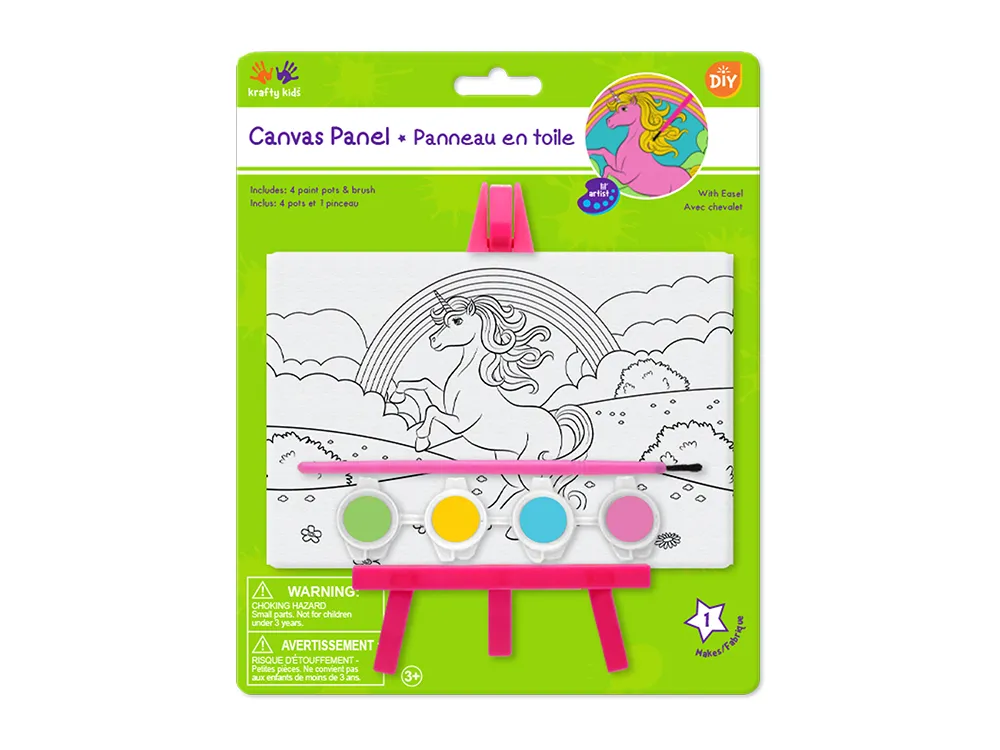 krafty kids
DIY
Canvas Panel ★ Panneau en toile
Includes: 4 paint pots & brush
Inclus: 4 pots et 1 pinceau
lil' artist
With Easel
Avec chevalet
WARNING:
CHOKING HAZARD
Small parts. Not for children
under 3 years.
AVERTISSEMENT
RISQUE D'ÉTOUFFEMENT -
Petites pièces. Ne convient pas
aux enfants de moins de 3 ans.
3+
1
Makes/Fabrique